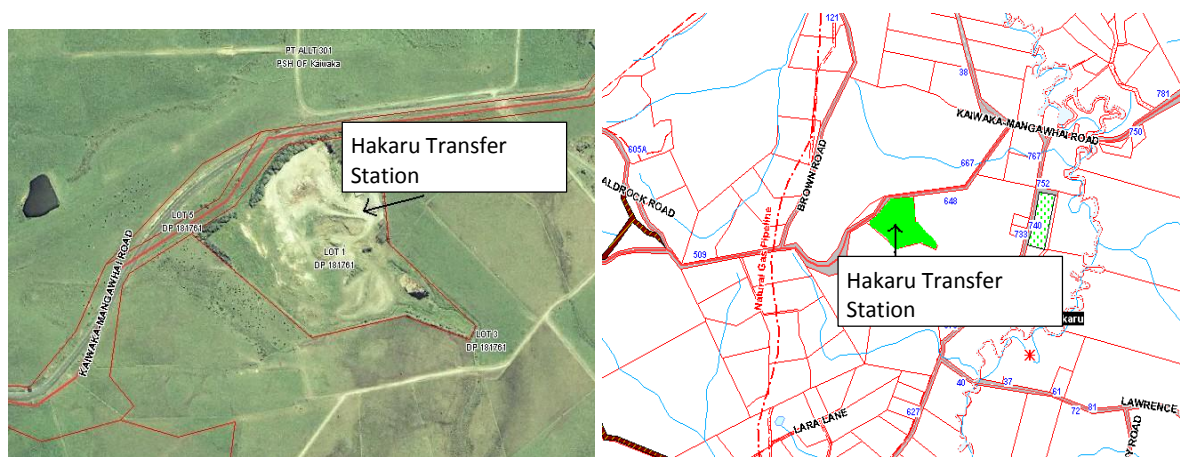 PT ALLT 301
PSH OF Kaiwaka
Hakaru Transfer
Station
LOT 5
DP 181761
LOT 1
DP 181761
LOT 3
DP 181761
KAIWAKA-MANGAWHAI ROAD
121
38
781
KAIWAKA-MANGAWHAI ROAD
750
605A
BROWN ROAD
667
767
ALDROCK ROAD
752
648
740
733
509
Natural Gas Pipeline
Hakaru Transfer
Station
karu
40
37
61
72
81
LAWRENCE
627
LARA LANE
Y ROAD